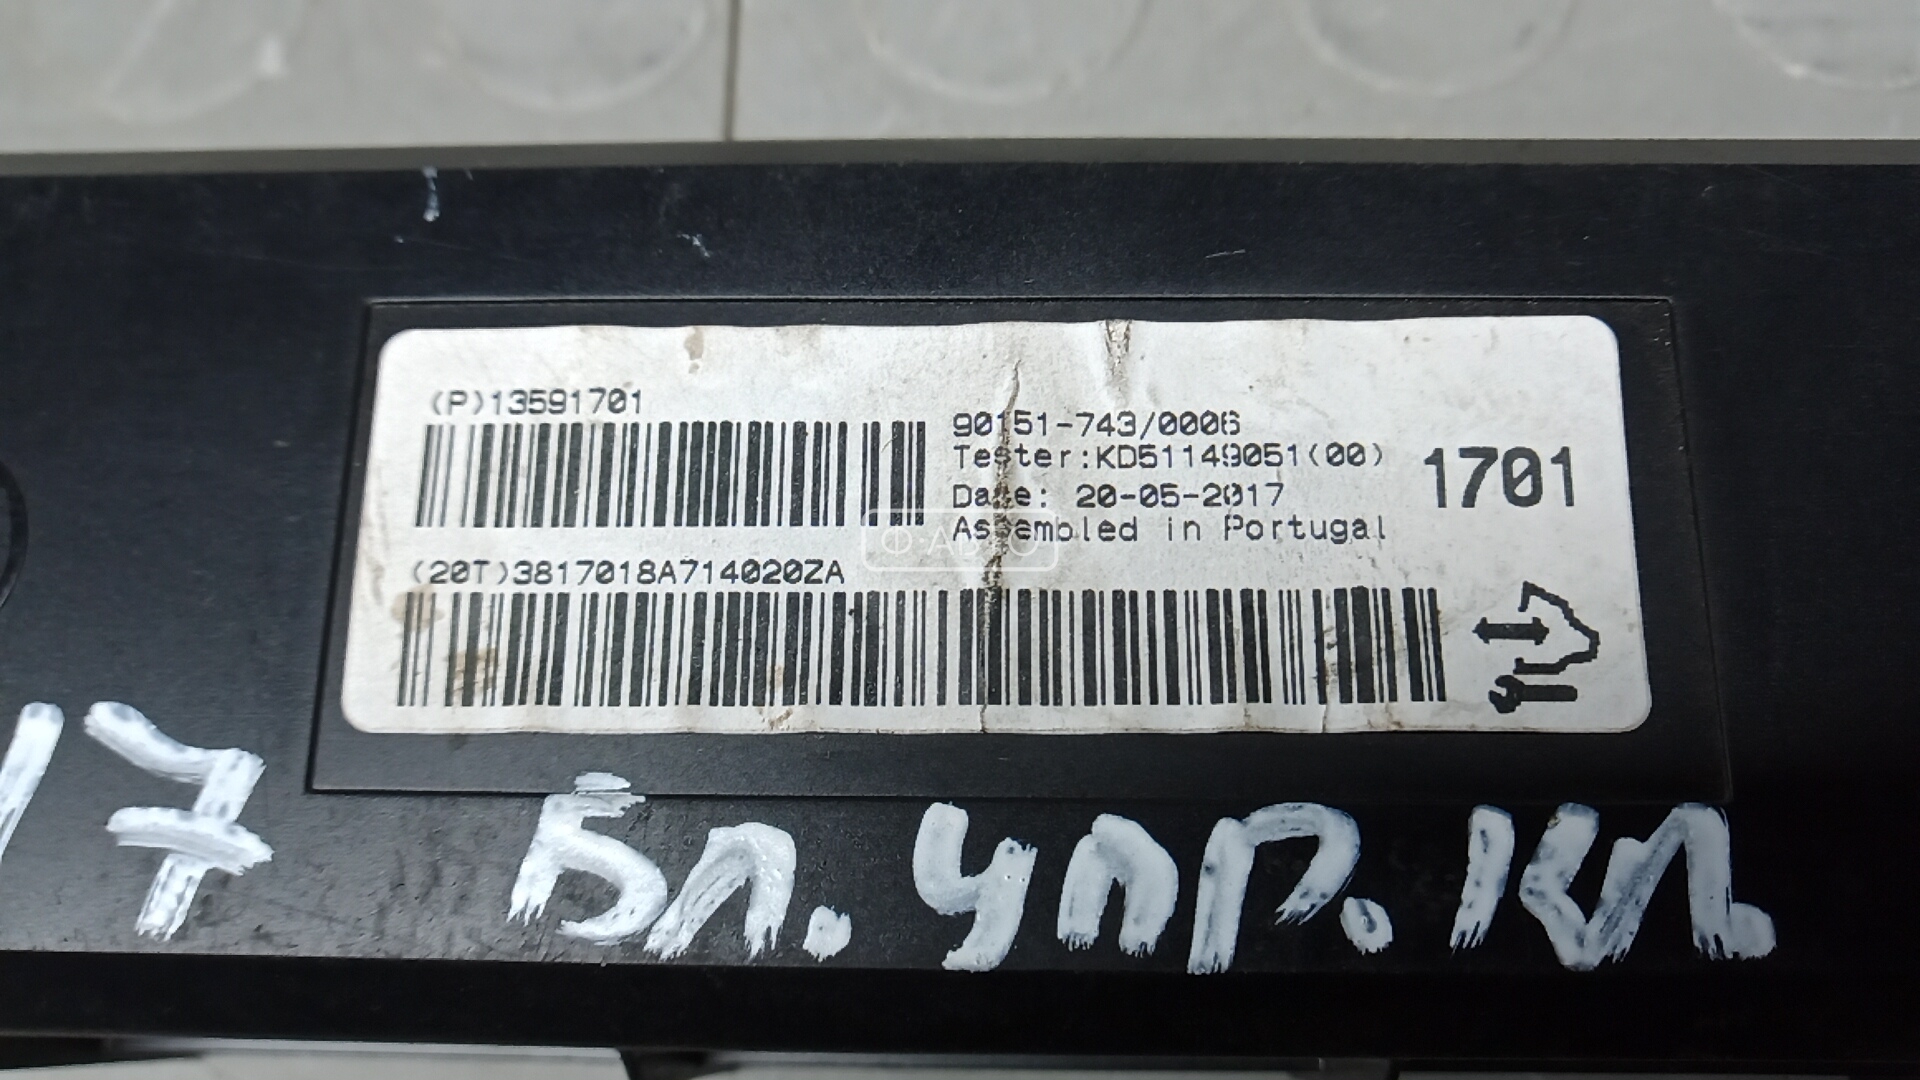 (P)13591701
90151-743/0006
Tester:KD51149051(00)
Date: 20-05-2017
Assembled in Portugal
1701
(20T)3817018A714020ZA
Ф·АВТО
17
Бл. упр. кл.